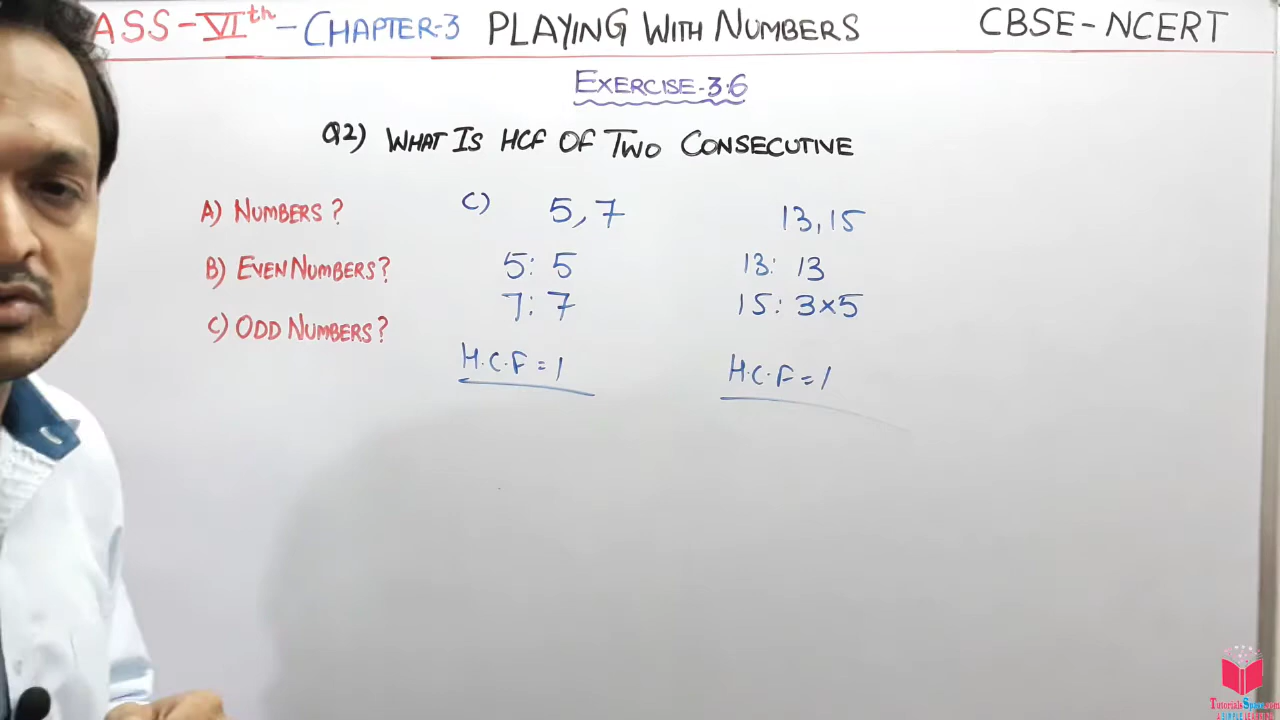 ASS-VIth-CHAPTER-3 PLAYING WITH NUMBERS CBSE-NCERT
EXERCISE-3.6
Q2) WHAT IS HCF OF TWO CONSECUTIVE
A) NUMBERS?
B) EVEN NUMBERS?
C) ODD NUMBERS?
C) 5,7
5: 5
7: 7
H.C.F = 1
13,15
13: 13
15: 3×5
H.C.F = 1
A SIMPLE LEARNING